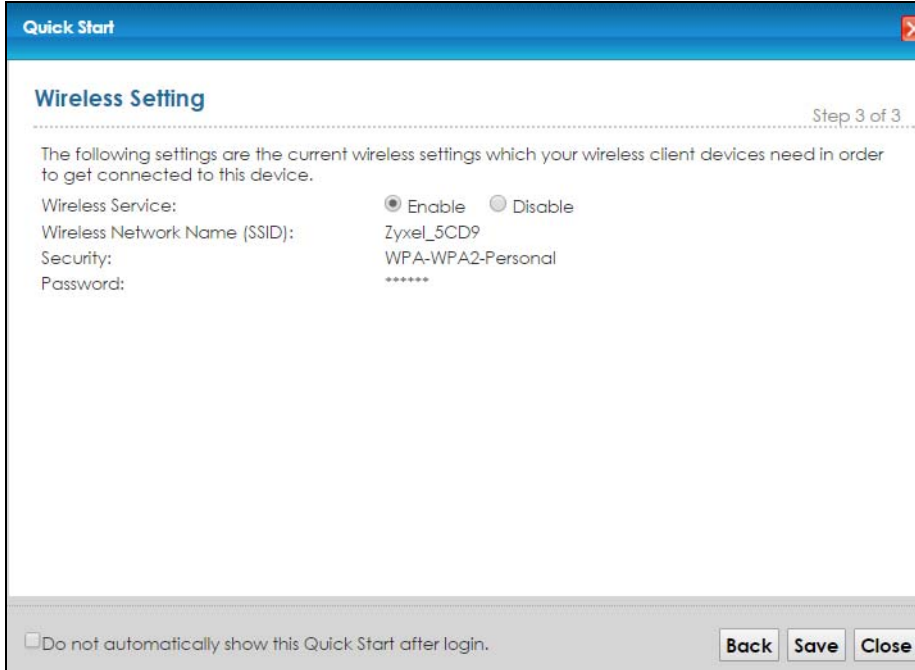 Quick Start
Wireless Setting
Step 3 of 3
The following settings are the current wireless settings which your wireless client devices need in order
to get connected to this device.
Wireless Service: Enable Disable
Wireless Network Name (SSID): Zyxel_5CD9
Security: WPA-WPA2-Personal
Password: ******
Do not automatically show this Quick Start after login. Back Save Close